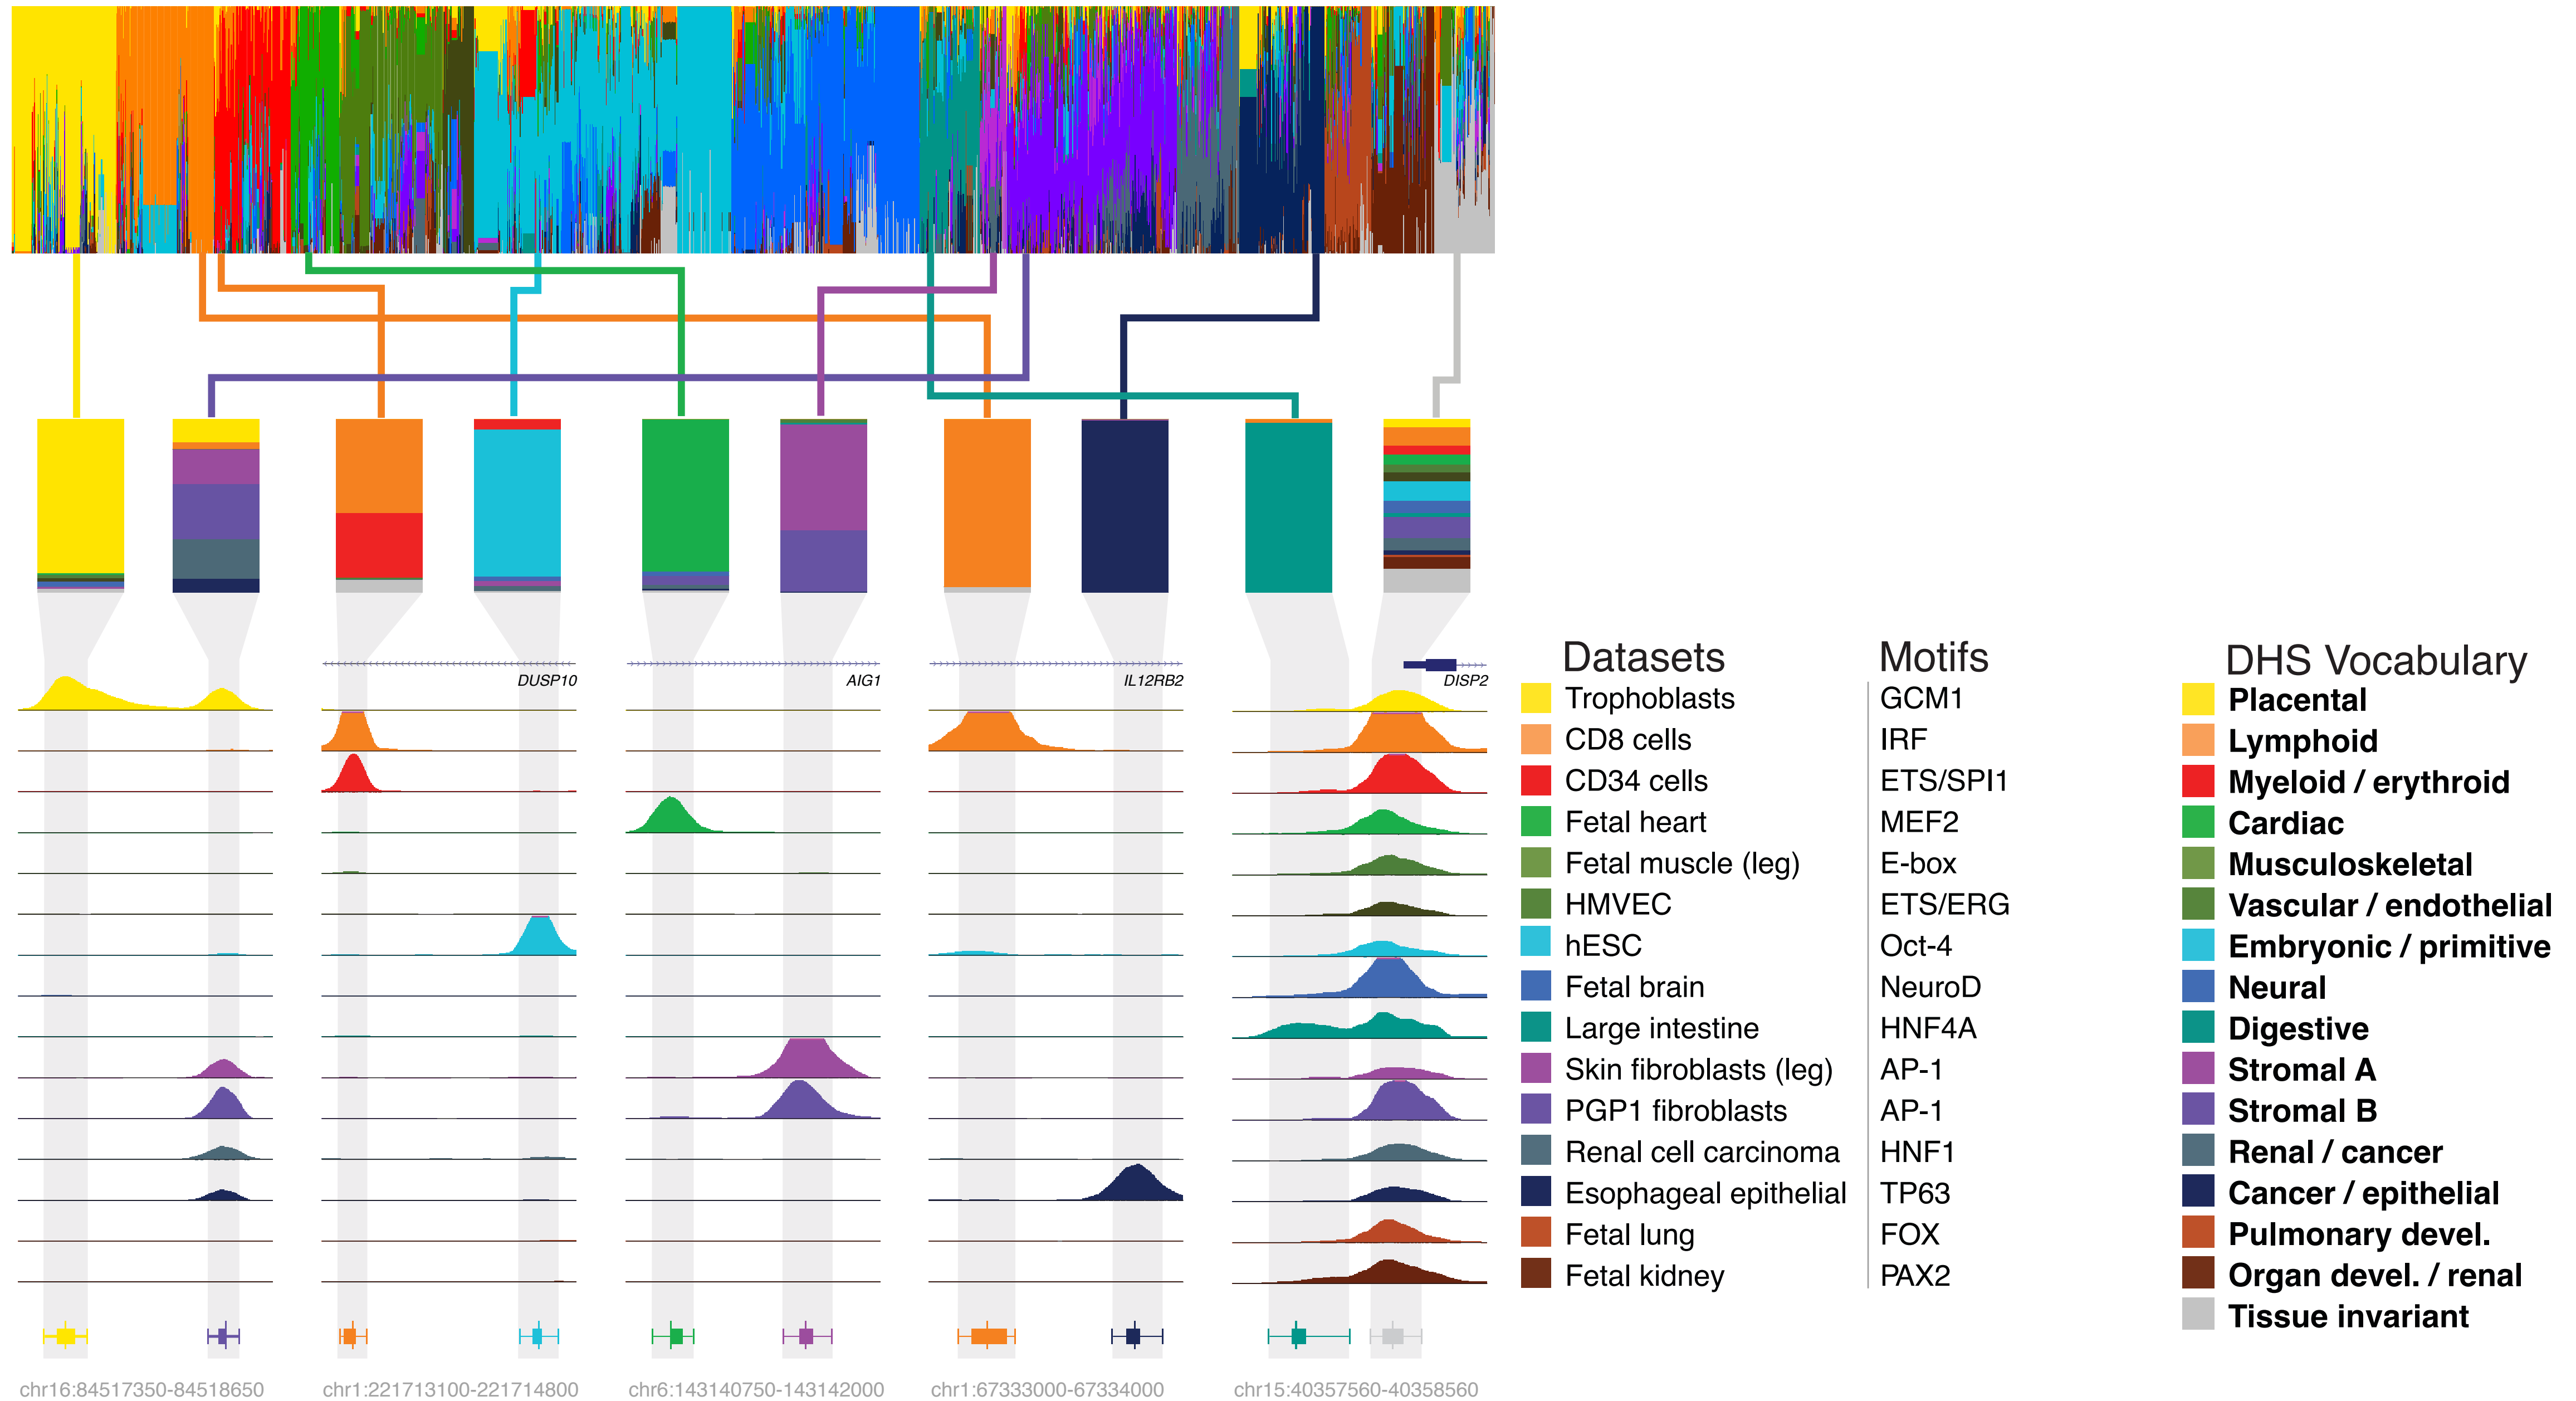 DUSP10
AIG1
IL12RB2
DISP2
chr16:84517350-84518650
chr1:221713100-221714800
chr6:143140750-143142000
chr1:67333000-67334000
chr15:40357560-40358560
Datasets
Trophoblasts
CD8 cells
CD34 cells
Fetal heart
Fetal muscle (leg)
HMVEC
hESC
Fetal brain
Large intestine
Skin fibroblasts (leg)
PGP1 fibroblasts
Renal cell carcinoma
Esophageal epithelial
Fetal lung
Fetal kidney
Motifs
GCM1
IRF
ETS/SPI1
MEF2
E-box
ETS/ERG
Oct-4
NeuroD
HNF4A
AP-1
AP-1
HNF1
TP63
FOX
PAX2
DHS Vocabulary
Placental
Lymphoid
Myeloid / erythroid
Cardiac
Musculoskeletal
Vascular / endothelial
Embryonic / primitive
Neural
Digestive
Stromal A
Stromal B
Renal / cancer
Cancer / epithelial
Pulmonary devel.
Organ devel. / renal
Tissue invariant